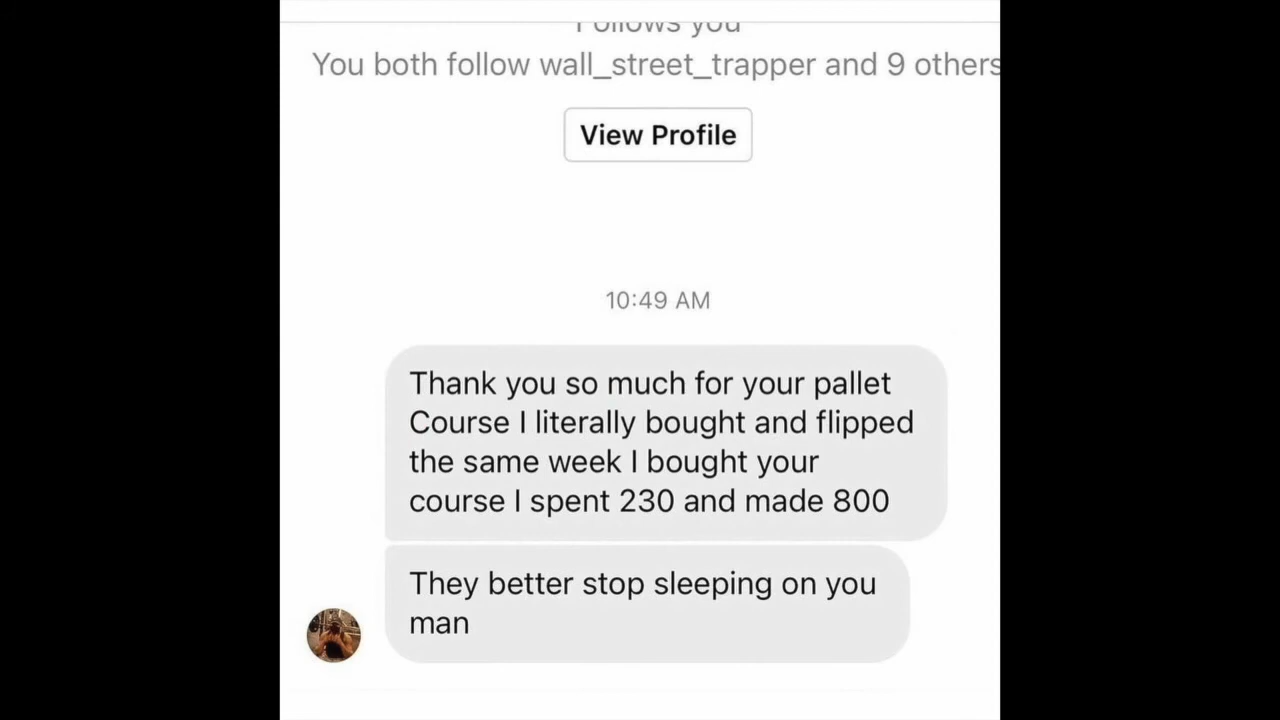 Follows you
You both follow wall_street_trapper and 9 others
View Profile
10:49 AM
Thank you so much for your pallet
Course I literally bought and flipped
the same week I bought your
course I spent 230 and made 800
They better stop sleeping on you
man